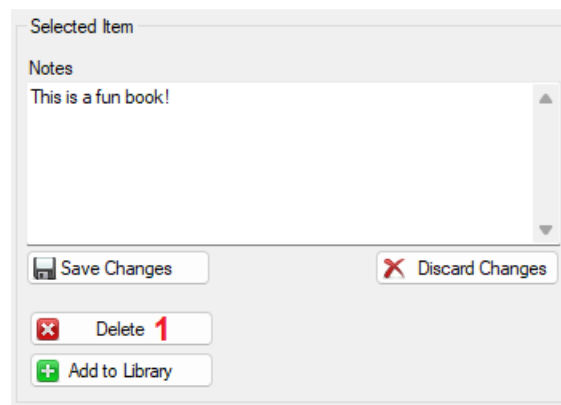 Selected Item
Notes
This is a fun book!
Save Changes
Discard Changes
Delete 1
Add to Library